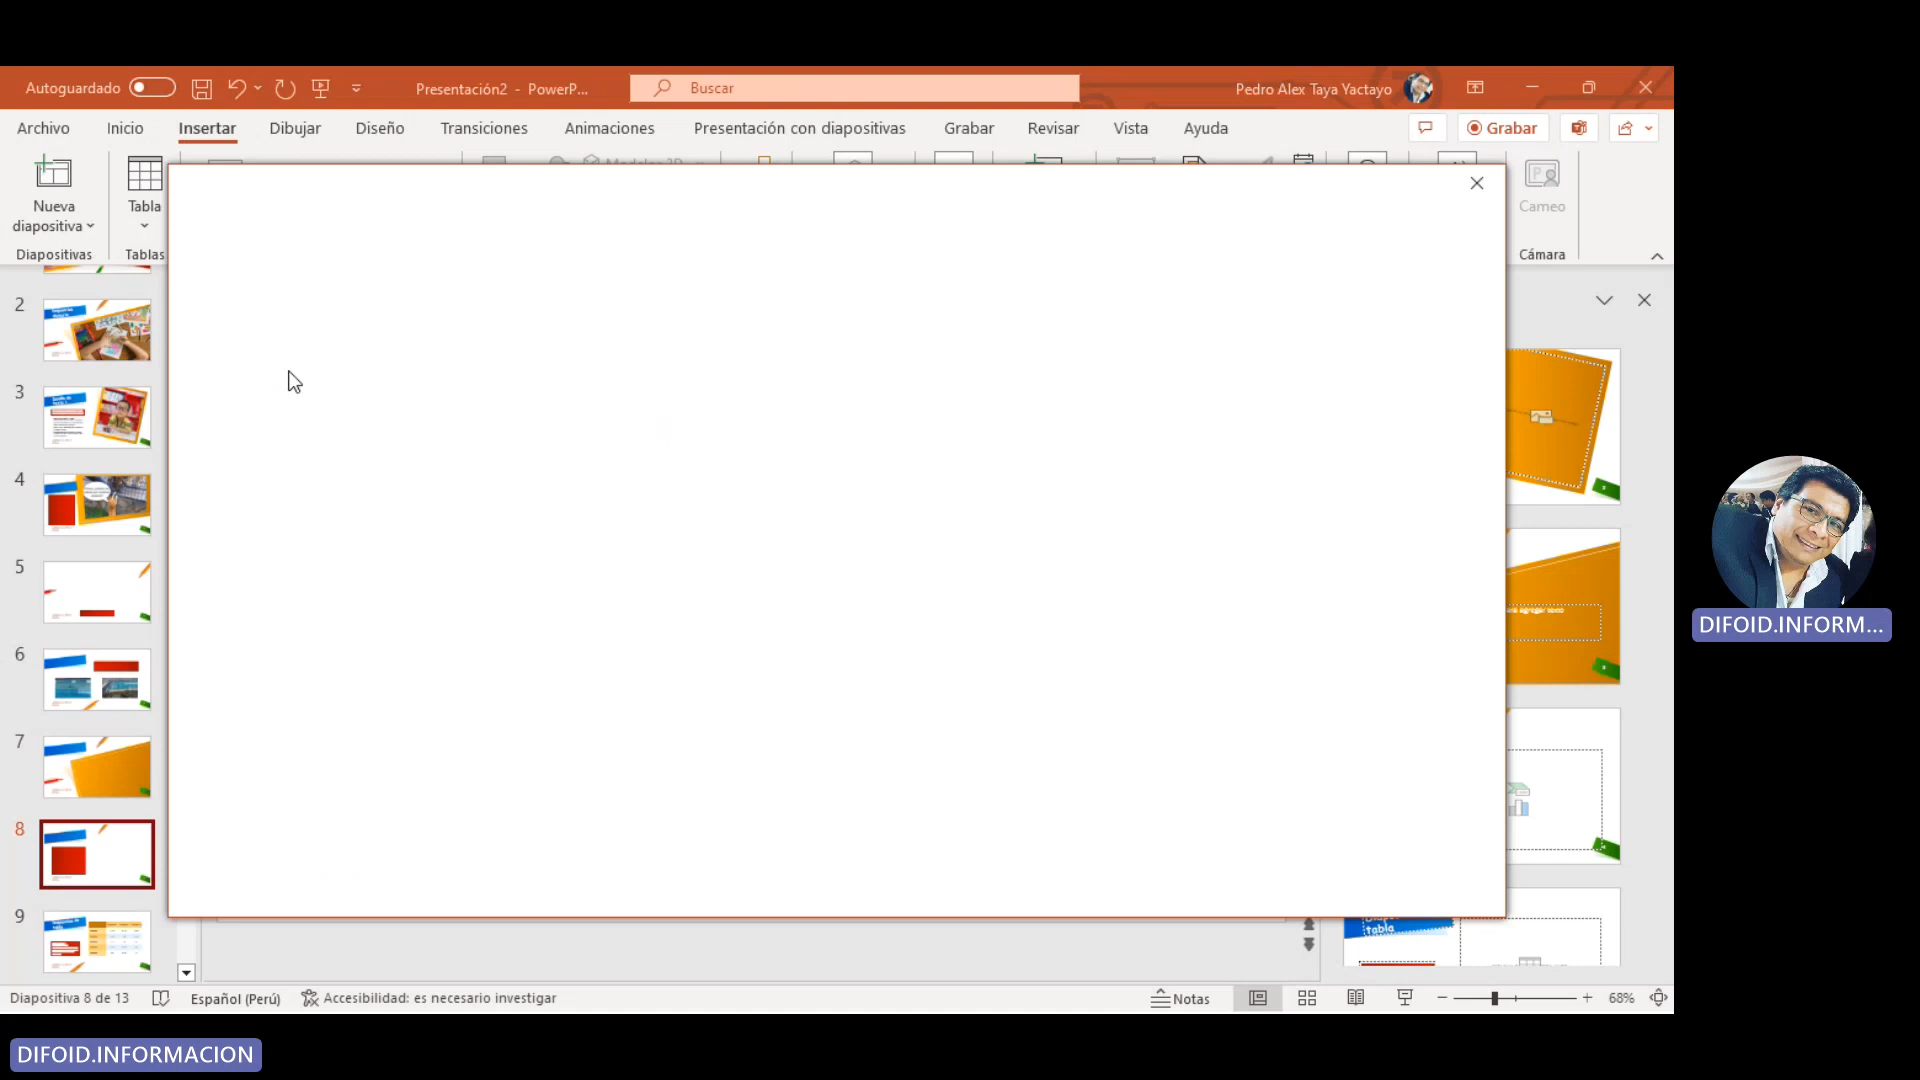 Autoguardado
Presentación2 - PowerP...
Buscar
Pedro Alex Taya Yactayo
Archivo
Inicio
Insertar
Dibujar
Diseño
Transiciones
Animaciones
Presentación con diapositivas
Grabar
Revisar
Vista
Ayuda
Grabar
Nueva
diapositiva
Tabla
Cameo
Diapositivas
Tablas
Cámara
2
3
4
5
6
7
8
9
tabla
Diapositiva 8 de 13
Español (Perú)
Accesibilidad: es necesario investigar
Notas
68%
DIFOID.INFORM...
DIFOID.INFORMACION